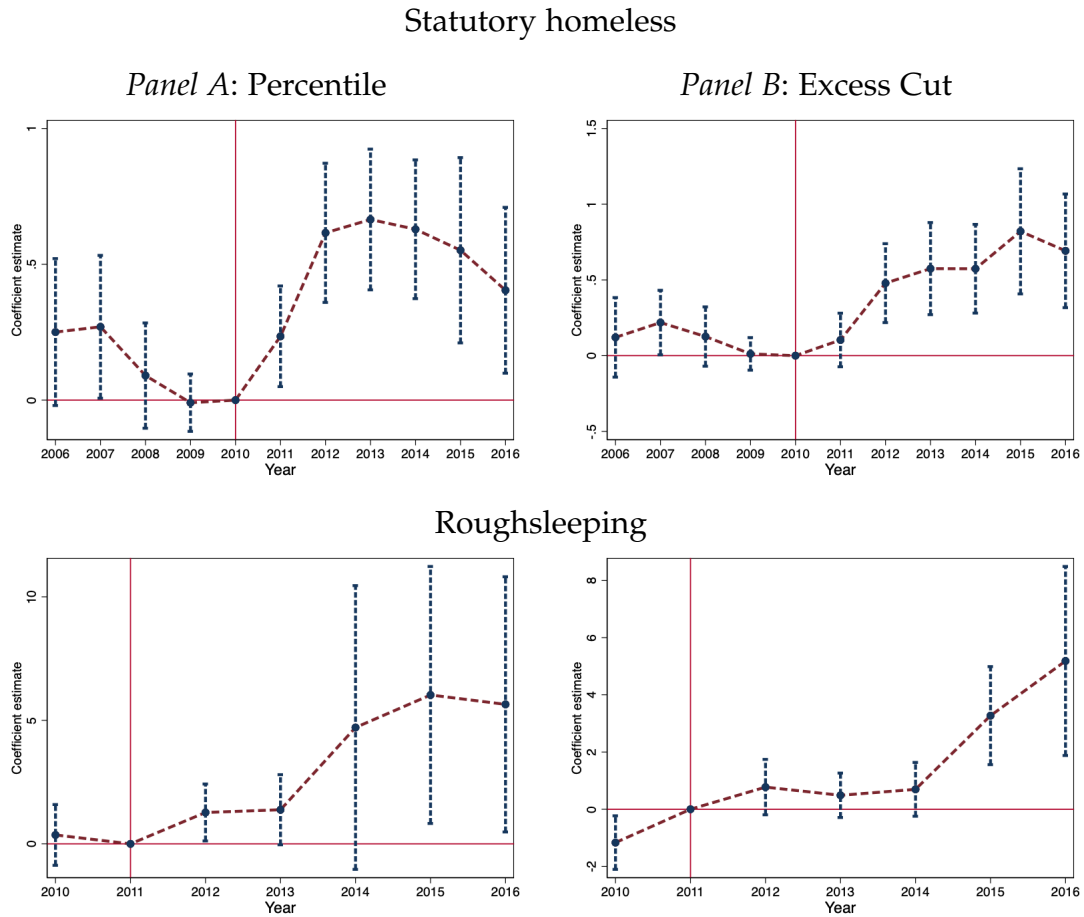 Statutory homeless
Panel A: Percentile
Panel B: Excess Cut
Coefficient estimate
1
.5
0
2006 2007 2008 2009 2010 2011 2012 2013 2014 2015 2016
Year
Coefficient estimate
1.5
1
.5
0
-.5
2006 2007 2008 2009 2010 2011 2012 2013 2014 2015 2016
Year
Roughsleeping
Coefficient estimate
10
5
0
2010 2011 2012 2013 2014 2015 2016
Year
Coefficient estimate
8
6
4
2
0
-2
2010 2011 2012 2013 2014 2015 2016
Year